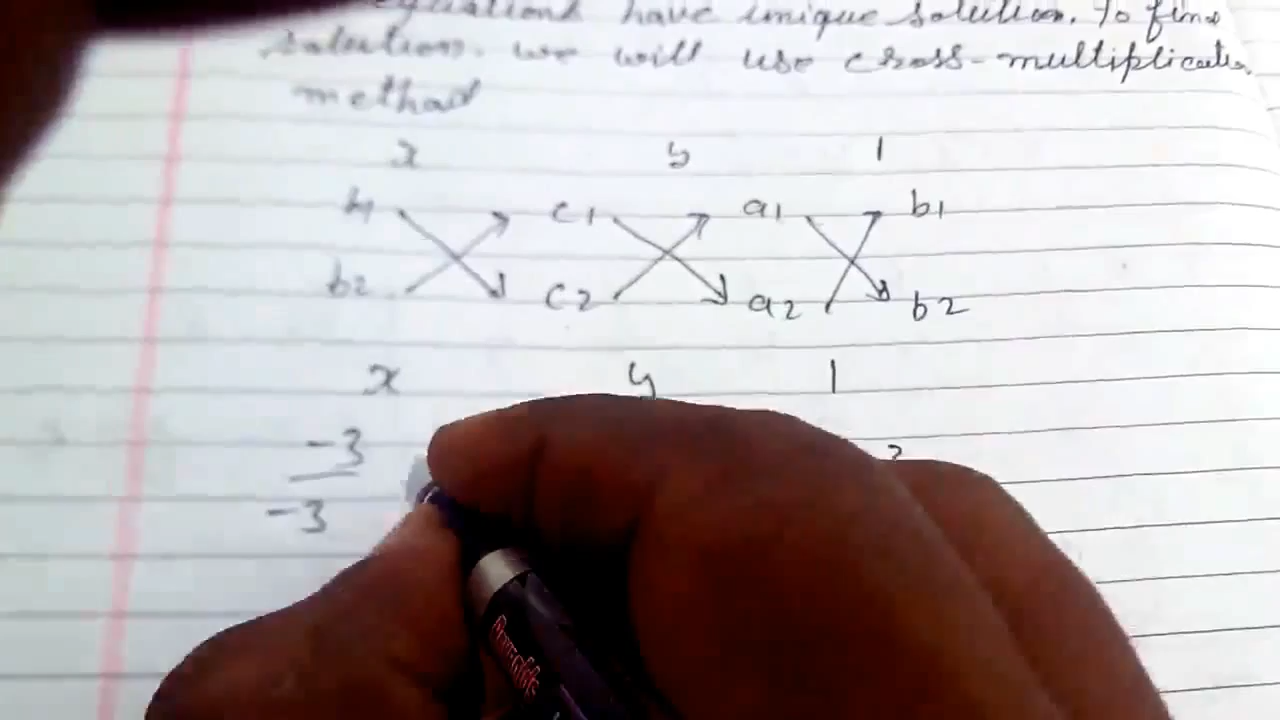 equations have unique solution. To find
solution. we will use cross-multiplication
method
x y 1
b1 c1 a1 b1
b2 c2 a2 b2
x y 1
-3
-3
Reynolds